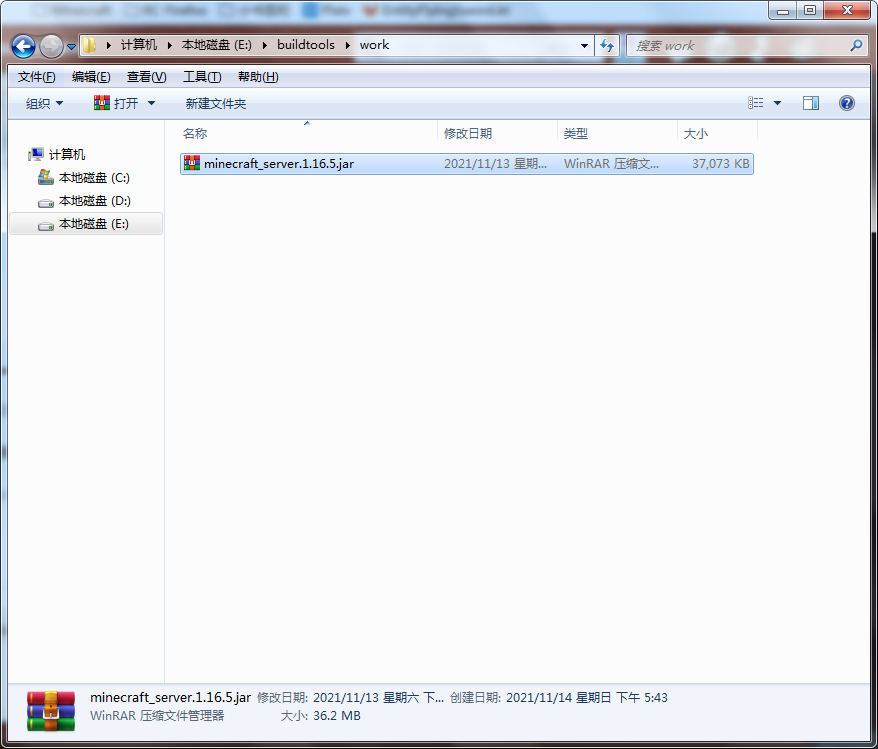 计算机 本地磁盘 (E:) buildtools work 搜索 work
文件(F) 编辑(E) 查看(V) 工具(T) 帮助(H)
组织 打开 新建文件夹
名称 修改日期 类型 大小
计算机
本地磁盘 (C:)
本地磁盘 (D:)
本地磁盘 (E:)
minecraft_server.1.16.5.jar 2021/11/13 星期... WinRAR 压缩文... 37,073 KB
minecraft_server.1.16.5.jar 修改日期: 2021/11/13 星期六 下... 创建日期: 2021/11/14 星期日 下午 5:43
WinRAR 压缩文件管理器 大小: 36.2 MB